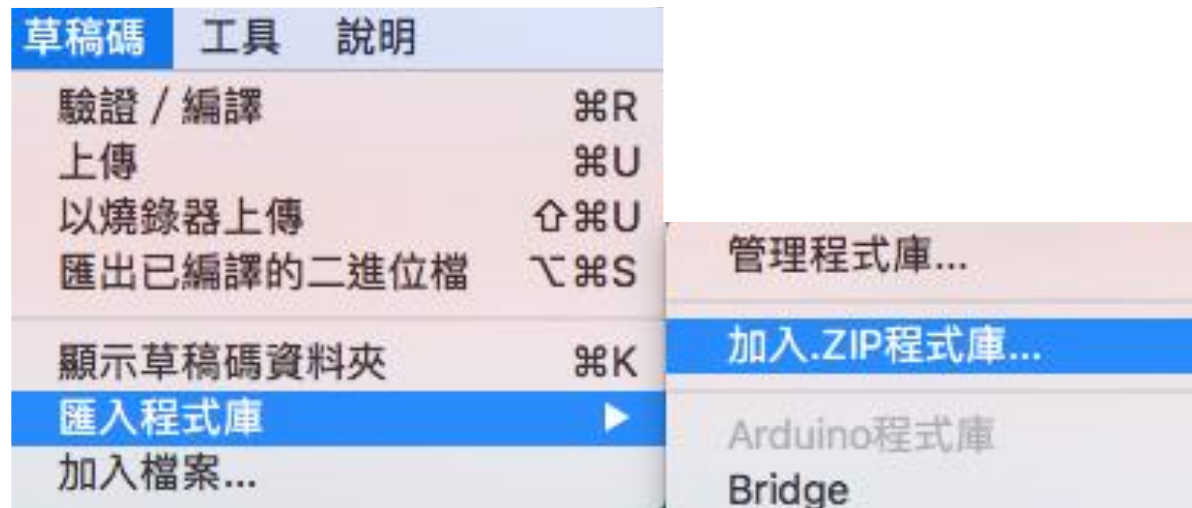 草稿碼 工具 說明
驗證 / 編譯 ⌘R
上傳 ⌘U
以燒錄器上傳 ⇧⌘U
匯出已編譯的二進位檔 ⌥⌘S
顯示草稿碼資料夾 ⌘K
匯入程式庫 ▶
加入檔案...
管理程式庫...
加入.ZIP程式庫...
Arduino程式庫
Bridge